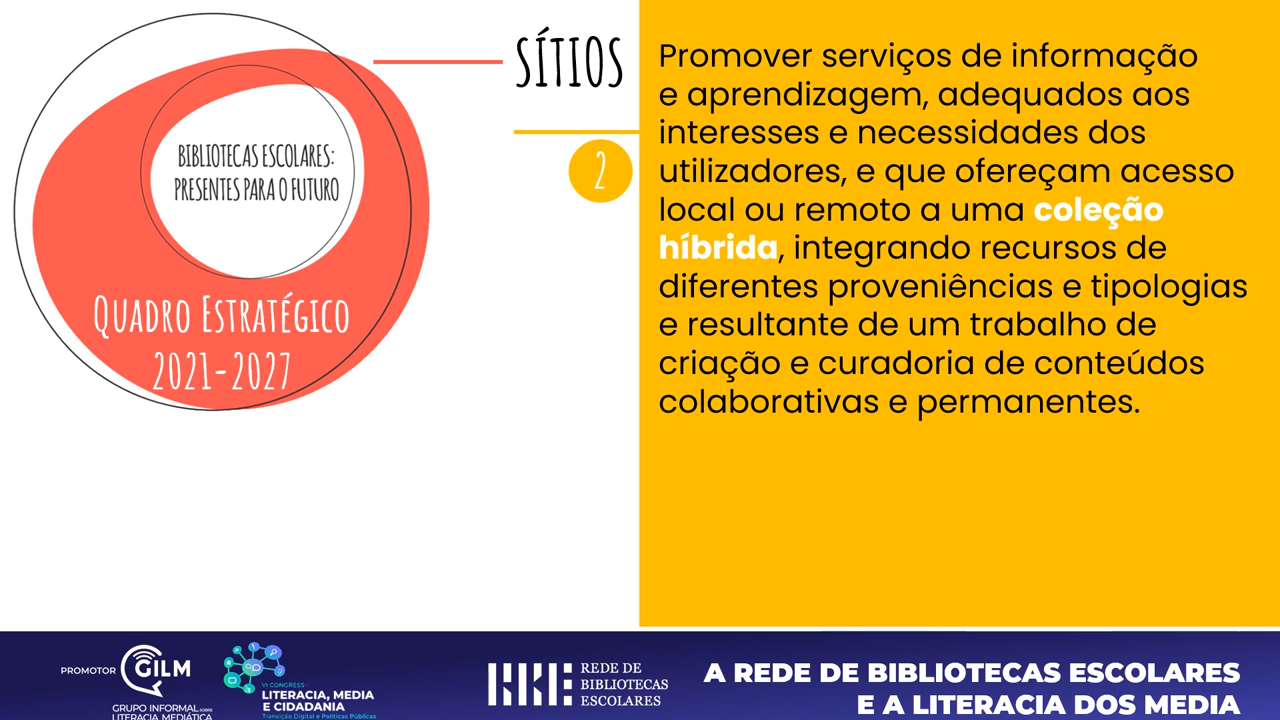 SÍTIOS
2
BIBLIOTECAS ESCOLARES:
PRESENTES PARA O FUTURO
QUADRO ESTRATÉGICO
2021-2027
Promover serviços de informação
e aprendizagem, adequados aos
interesses e necessidades dos
utilizadores, e que ofereçam acesso
local ou remoto a uma coleção
híbrida, integrando recursos de
diferentes proveniências e tipologias
e resultante de um trabalho de
criação e curadoria de conteúdos
colaborativas e permanentes.
PROMOTOR
GILM
GRUPO INFORMAL SOBRE
LITERACIA MEDIÁTICA
VI CONGRESSO
LITERACIA, MEDIA
E CIDADANIA
Transição Digital e Políticas Públicas
REDE DE
BIBLIOTECAS
ESCOLARES
A REDE DE BIBLIOTECAS ESCOLARES
E A LITERACIA DOS MEDIA